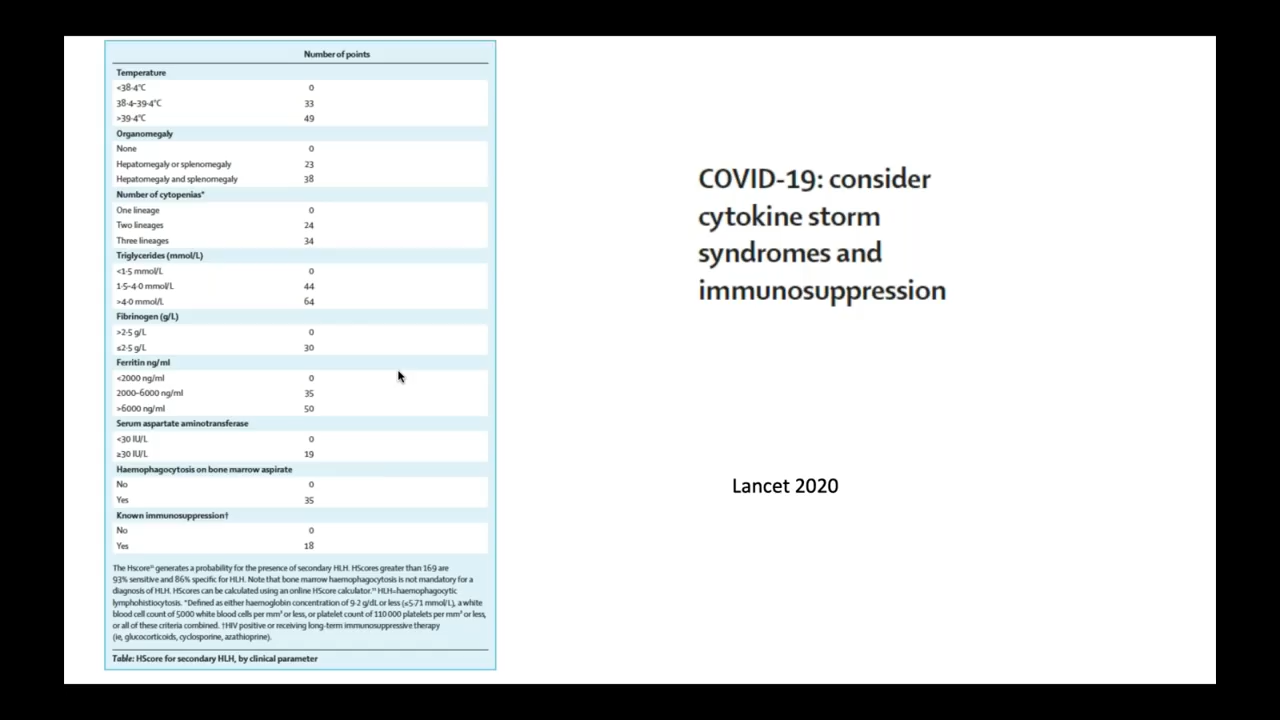 Number of points
Temperature
<38·4°C 0
38·4–39·4°C 33
>39·4°C 49
Organomegaly
None 0
Hepatomegaly or splenomegaly 23
Hepatomegaly and splenomegaly 38
Number of cytopenias*
One lineage 0
Two lineages 24
Three lineages 34
Triglycerides (mmol/L)
<1·5 mmol/L 0
1·5–4·0 mmol/L 44
>4·0 mmol/L 64
Fibrinogen (g/L)
>2·5 g/L 0
≤2·5 g/L 30
Ferritin ng/ml
<2000 ng/ml 0
2000–6000 ng/ml 35
>6000 ng/ml 50
Serum aspartate aminotransferase
<30 IU/L 0
≥30 IU/L 19
Haemophagocytosis on bone marrow aspirate
No 0
Yes 35
Known immunosuppression†
No 0
Yes 18
The HScore¹¹ generates a probability for the presence of secondary HLH. HScores greater than 169 are
93% sensitive and 86% specific for HLH. Note that bone marrow haemophagocytosis is not mandatory for a
diagnosis of HLH. HScores can be calculated using an online HScore calculator.¹¹ HLH=haemophagocytic
lymphohistiocytosis. *Defined as either haemoglobin concentration of 9·2 g/dL or less (≤5·71 mmol/L), a white
blood cell count of 5000 white blood cells per mm³ or less, or platelet count of 110 000 platelets per mm³ or less,
or all of these criteria combined. †HIV positive or receiving long-term immunosuppressive therapy
(ie, glucocorticoids, cyclosporine, azathioprine).
Table: HScore for secondary HLH, by clinical parameter
COVID-19: consider
cytokine storm
syndromes and
immunosuppression
Lancet 2020